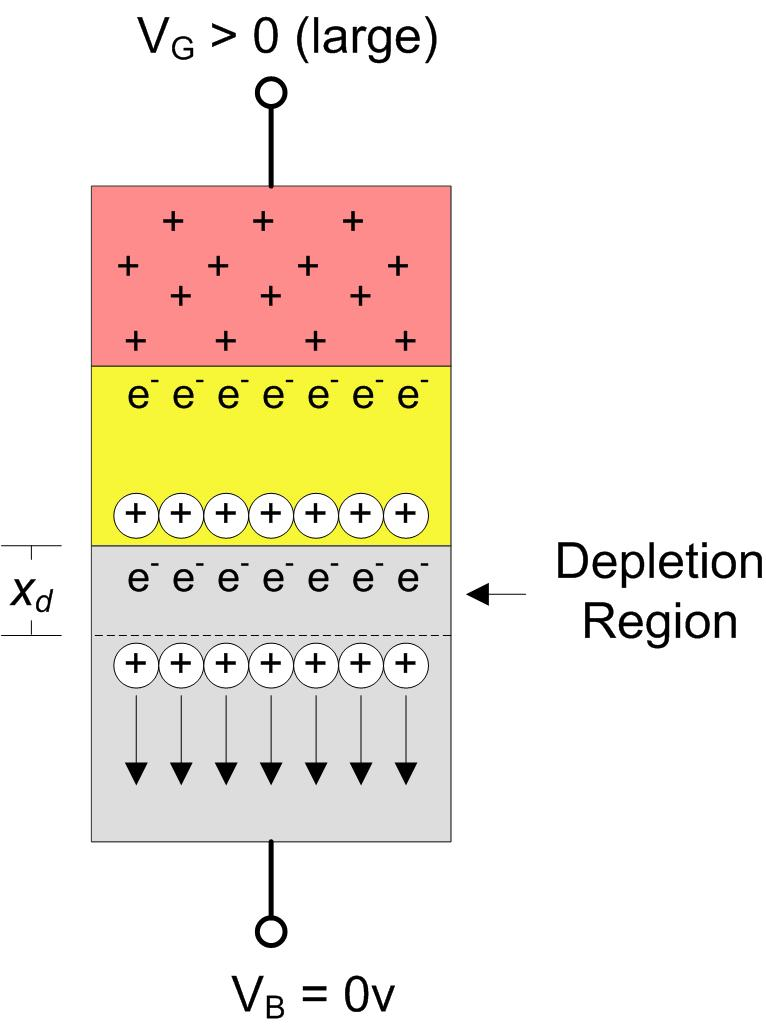 V_G > 0 (large)
+ + +
+ + + +
+ + +
+ + + +
e⁻ e⁻ e⁻ e⁻ e⁻ e⁻ e⁻
+ + + + + + +
e⁻ e⁻ e⁻ e⁻ e⁻ e⁻ e⁻
x_d
Depletion
Region
+ + + + + + +
V_B = 0v